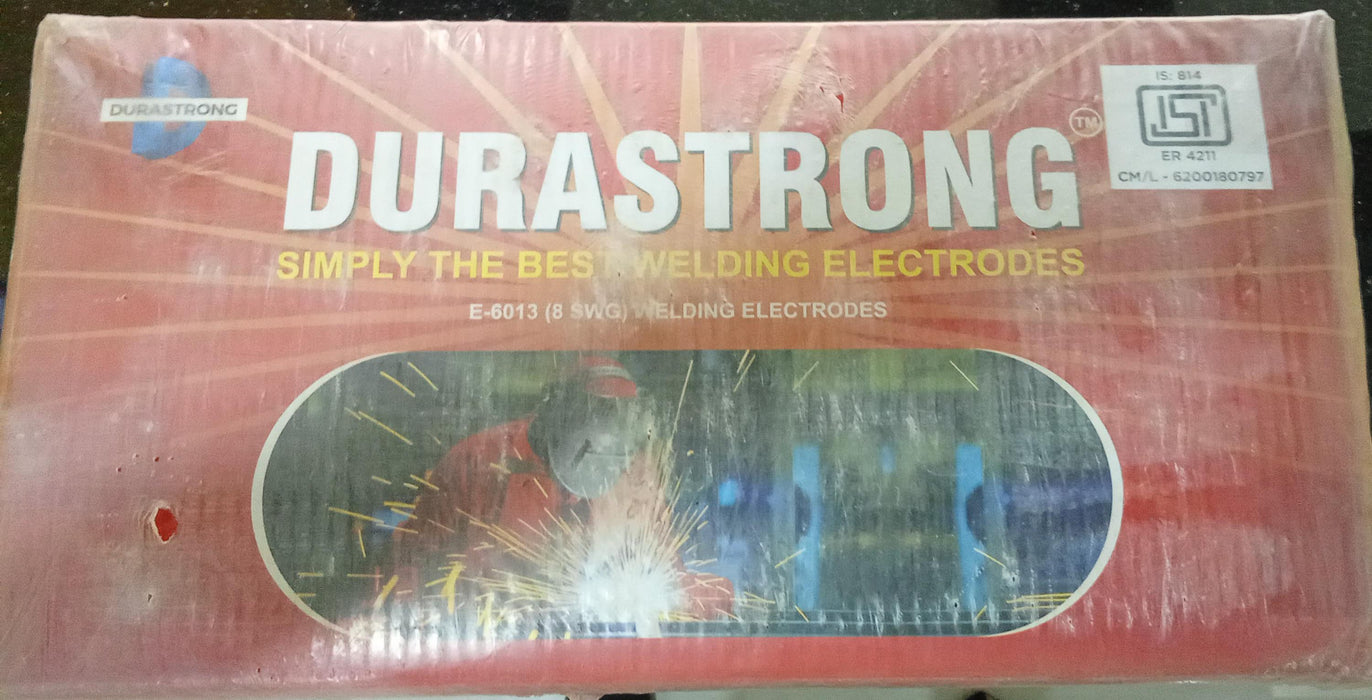 DURASTRONG
DURASTRONG™
SIMPLY THE BEST WELDING ELECTRODES
E-6013 (8 SWG) WELDING ELECTRODES
IS: 814
ISI
ER 4211
CM/L - 6200180797